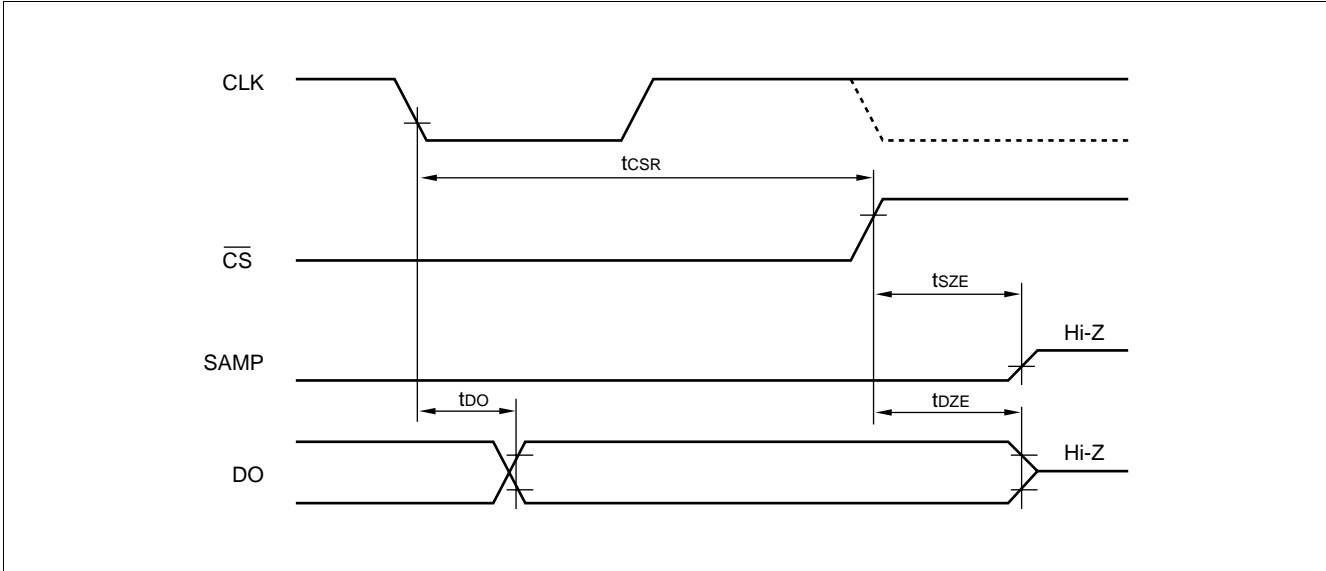 CLK
tCSR
CS
tSZE
Hi-Z
SAMP
tDO
tDZE
Hi-Z
DO